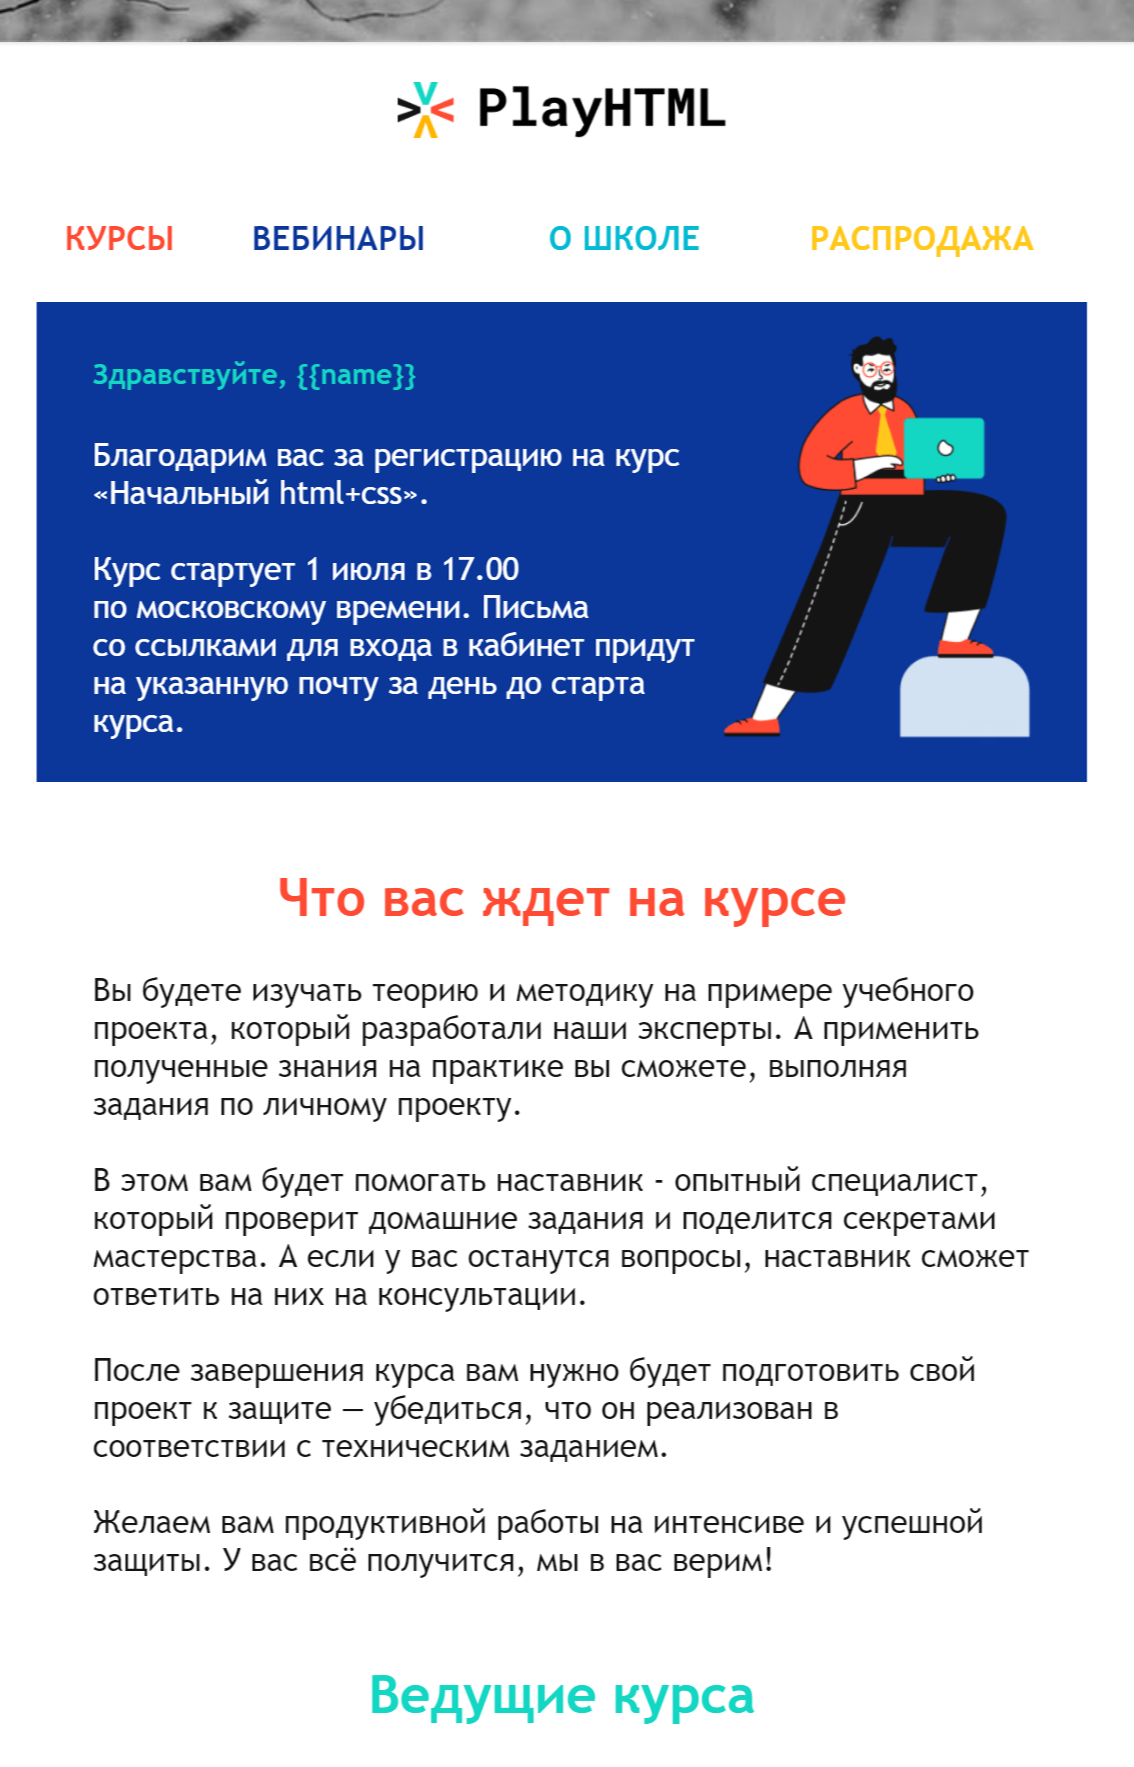 PlayHTML
КУРСЫ ВЕБИНАРЫ О ШКОЛЕ РАСПРОДАЖА
Здравствуйте, {{name}}
Благодарим вас за регистрацию на курс
«Начальный html+css».
Курс стартует 1 июля в 17.00
по московскому времени. Письма
со ссылками для входа в кабинет придут
на указанную почту за день до старта
курса.
Что вас ждет на курсе
Вы будете изучать теорию и методику на примере учебного
проекта, который разработали наши эксперты. А применить
полученные знания на практике вы сможете, выполняя
задания по личному проекту.
В этом вам будет помогать наставник - опытный специалист,
который проверит домашние задания и поделится секретами
мастерства. А если у вас останутся вопросы, наставник сможет
ответить на них на консультации.
После завершения курса вам нужно будет подготовить свой
проект к защите — убедиться, что он реализован в
соответствии с техническим заданием.
Желаем вам продуктивной работы на интенсиве и успешной
защиты. У вас всё получится, мы в вас верим!
Ведущие курса